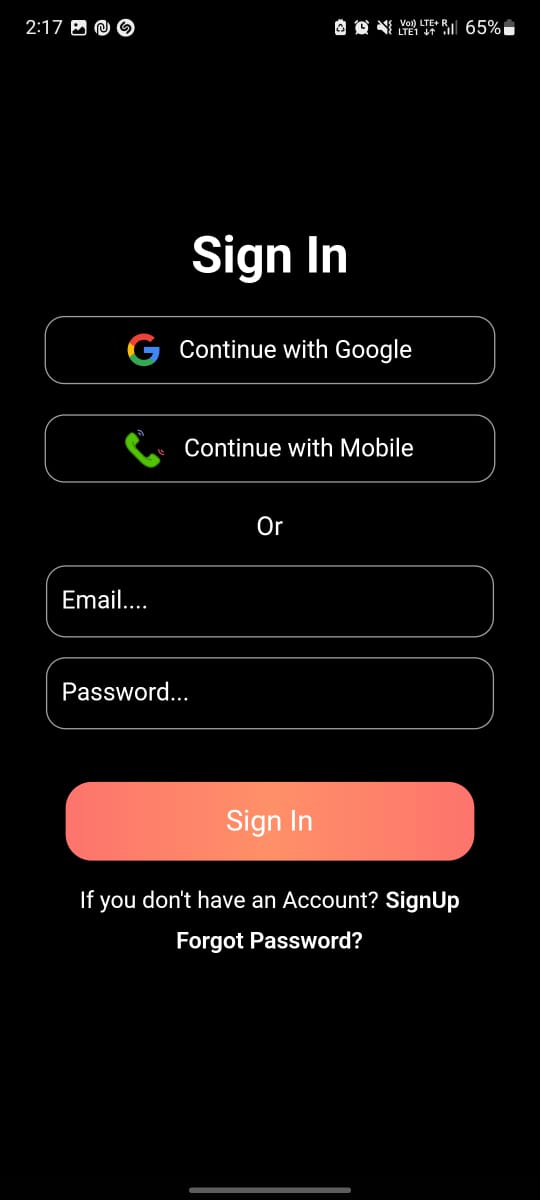 2:17 Vo)) LTE+ R LTE1 65%
Sign In
Continue with Google
Continue with Mobile
Or
Email....
Password...
Sign In
If you don't have an Account? SignUp
Forgot Password?